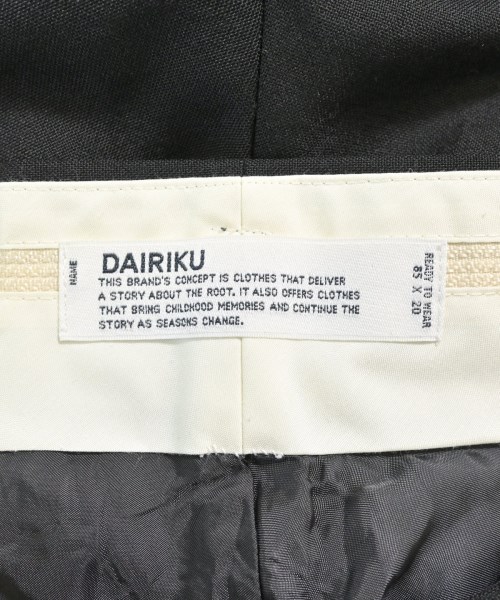 NAME
DAIRIKU
THIS BRAND'S CONCEPT IS CLOTHES THAT DELIVER
A STORY ABOUT THE ROOT. IT ALSO OFFERS CLOTHES
THAT BRING CHILDHOOD MEMORIES AND CONTINUE THE
STORY AS SEASONS CHANGE.
READY TO WEAR
85 X 20